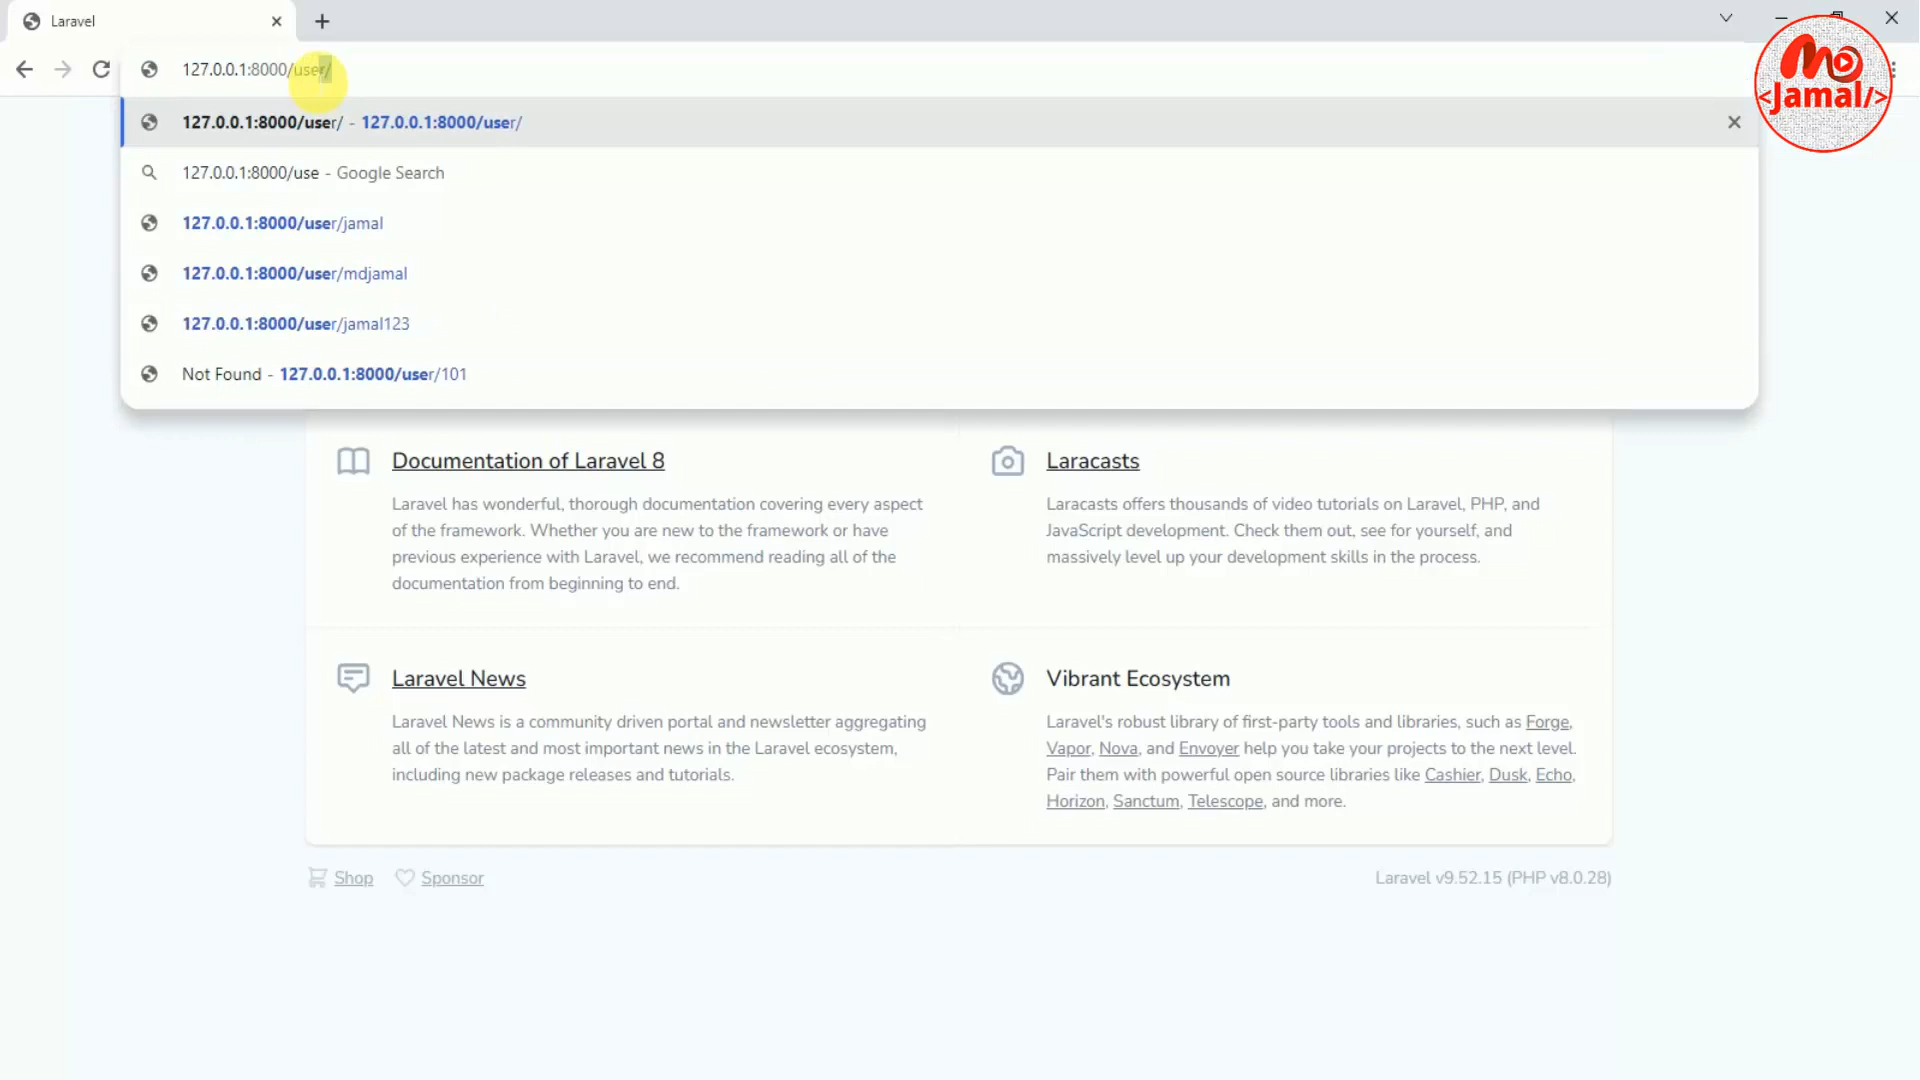 Laravel
127.0.0.1:8000/user/
127.0.0.1:8000/user/ - 127.0.0.1:8000/user/
127.0.0.1:8000/use - Google Search
127.0.0.1:8000/user/jamal
127.0.0.1:8000/user/mdjamal
127.0.0.1:8000/user/jamal123
Not Found - 127.0.0.1:8000/user/101
Documentation of Laravel 8
Laravel has wonderful, thorough documentation covering every aspect
of the framework. Whether you are new to the framework or have
previous experience with Laravel, we recommend reading all of the
documentation from beginning to end.
Laracasts
Laracasts offers thousands of video tutorials on Laravel, PHP, and
JavaScript development. Check them out, see for yourself, and
massively level up your development skills in the process.
Laravel News
Laravel News is a community driven portal and newsletter aggregating
all of the latest and most important news in the Laravel ecosystem,
including new package releases and tutorials.
Vibrant Ecosystem
Laravel's robust library of first-party tools and libraries, such as Forge,
Vapor, Nova, and Envoyer help you take your projects to the next level.
Pair them with powerful open source libraries like Cashier, Dusk, Echo,
Horizon, Sanctum, Telescope, and more.
Shop
Sponsor
Laravel v9.52.15 (PHP v8.0.28)
<Jamal/>